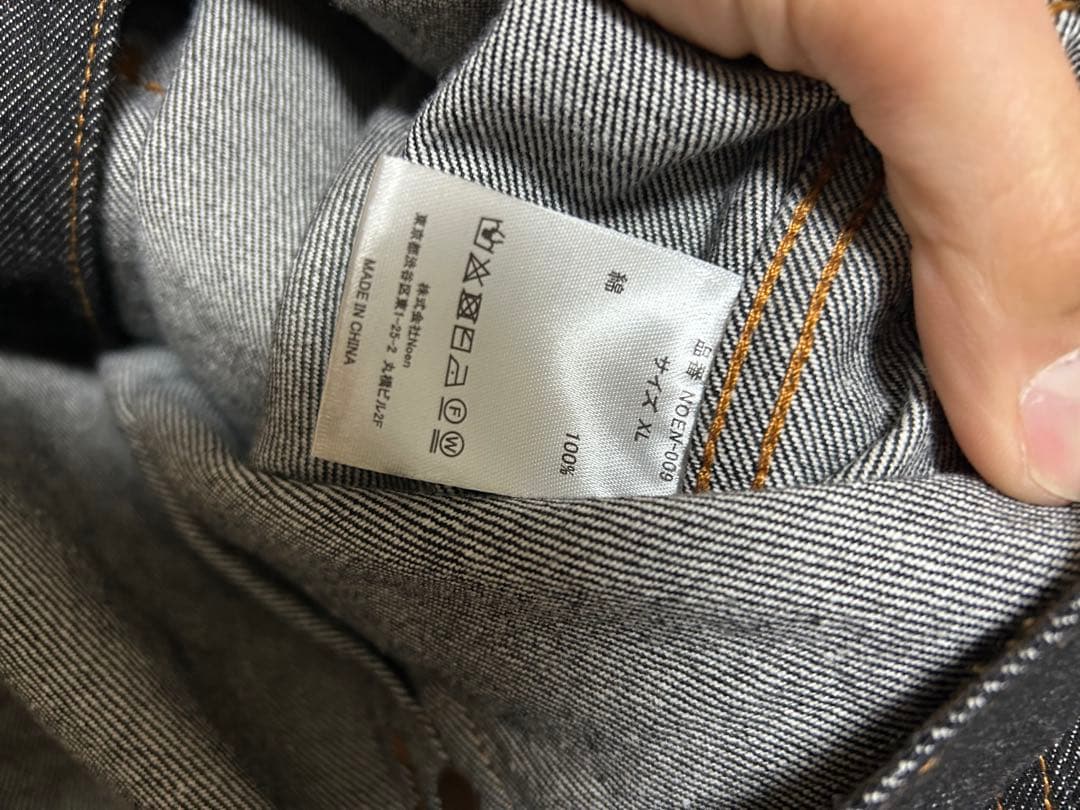 品番 NOEN-009
サイズ XL
綿 100%
株式会社Noen
東京都渋谷区東1-25-2 丸橋ビル2F
MADE IN CHINA